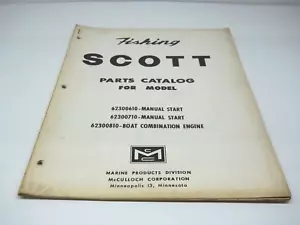 Fishing
SCOTT
PARTS CATALOG
FOR MODEL
62300610-MANUAL START
62300710-MANUAL START
62300810-BOAT COMBINATION ENGINE
MARINE PRODUCTS DIVISION
McCULLOCH CORPORATION
Minneapolis 13, Minnesota